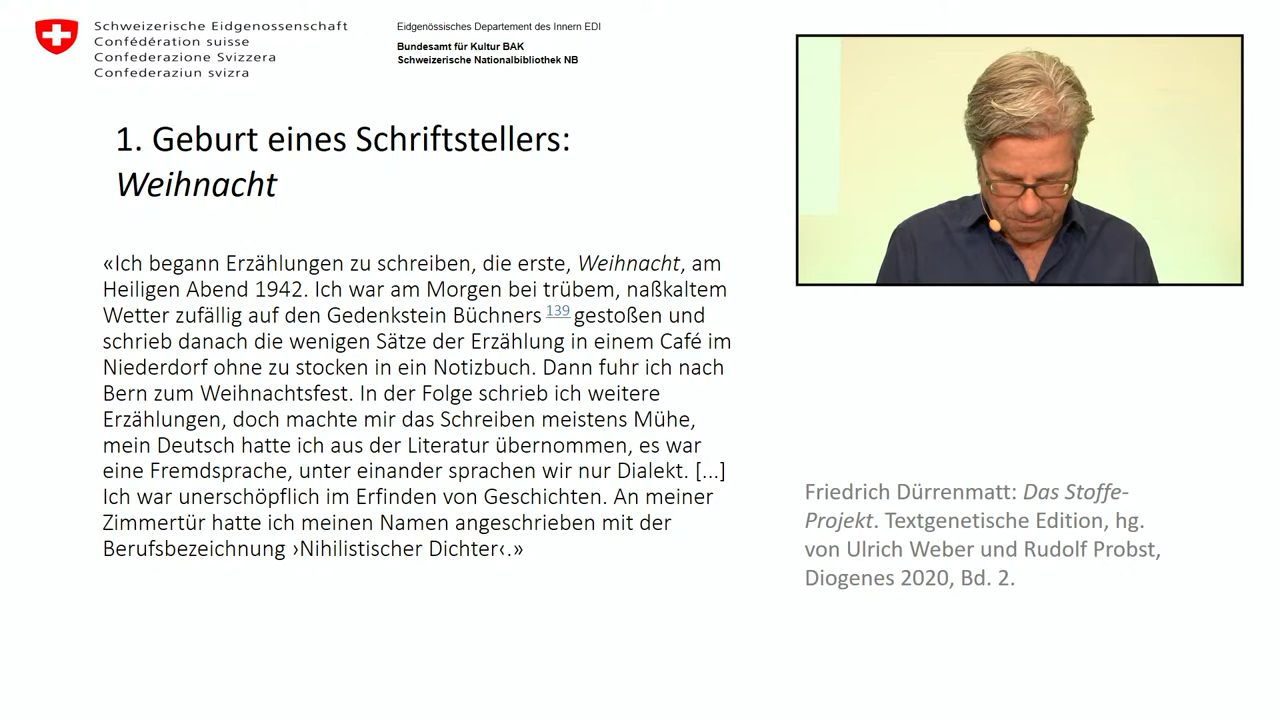 Schweizerische Eidgenossenschaft
Confédération suisse
Confederazione Svizzera
Confederaziun svizra
Eidgenössisches Departement des Innern EDI
Bundesamt für Kultur BAK
Schweizerische Nationalbibliothek NB
1. Geburt eines Schriftstellers:
Weihnacht
«Ich begann Erzählungen zu schreiben, die erste, Weihnacht, am
Heiligen Abend 1942. Ich war am Morgen bei trübem, naßkaltem
Wetter zufällig auf den Gedenkstein Büchners 139 gestoßen und
schrieb danach die wenigen Sätze der Erzählung in einem Café im
Niederdorf ohne zu stocken in ein Notizbuch. Dann fuhr ich nach
Bern zum Weihnachtsfest. In der Folge schrieb ich weitere
Erzählungen, doch machte mir das Schreiben meistens Mühe,
mein Deutsch hatte ich aus der Literatur übernommen, es war
eine Fremdsprache, unter einander sprachen wir nur Dialekt. [...]
Ich war unerschöpflich im Erfinden von Geschichten. An meiner
Zimmertür hatte ich meinen Namen angeschrieben mit der
Berufsbezeichnung ›Nihilistischer Dichter‹.»
Friedrich Dürrenmatt: Das Stoffe-
Projekt. Textgenetische Edition, hg.
von Ulrich Weber und Rudolf Probst,
Diogenes 2020, Bd. 2.